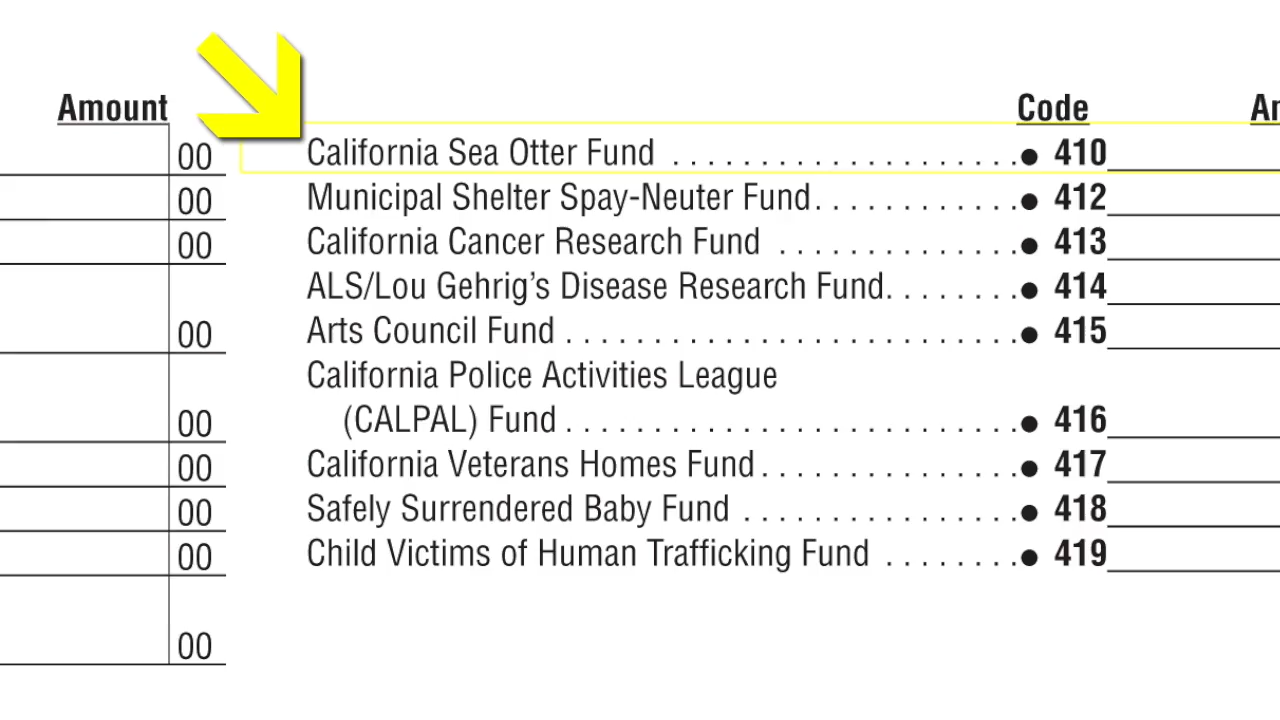 Amount Code
00 California Sea Otter Fund . . . . . . . . . . . . . . . . . . . . ● 410
00 Municipal Shelter Spay-Neuter Fund. . . . . . . . . . . . ● 412
00 California Cancer Research Fund . . . . . . . . . . . . . . ● 413
ALS/Lou Gehrig’s Disease Research Fund. . . . . . . . ● 414
00 Arts Council Fund . . . . . . . . . . . . . . . . . . . . . . . . . . ● 415
California Police Activities League
00 (CALPAL) Fund . . . . . . . . . . . . . . . . . . . . . . . . . . ● 416
00 California Veterans Homes Fund. . . . . . . . . . . . . . . ● 417
00 Safely Surrendered Baby Fund . . . . . . . . . . . . . . . . ● 418
00 Child Victims of Human Trafficking Fund . . . . . . . . ● 419
00